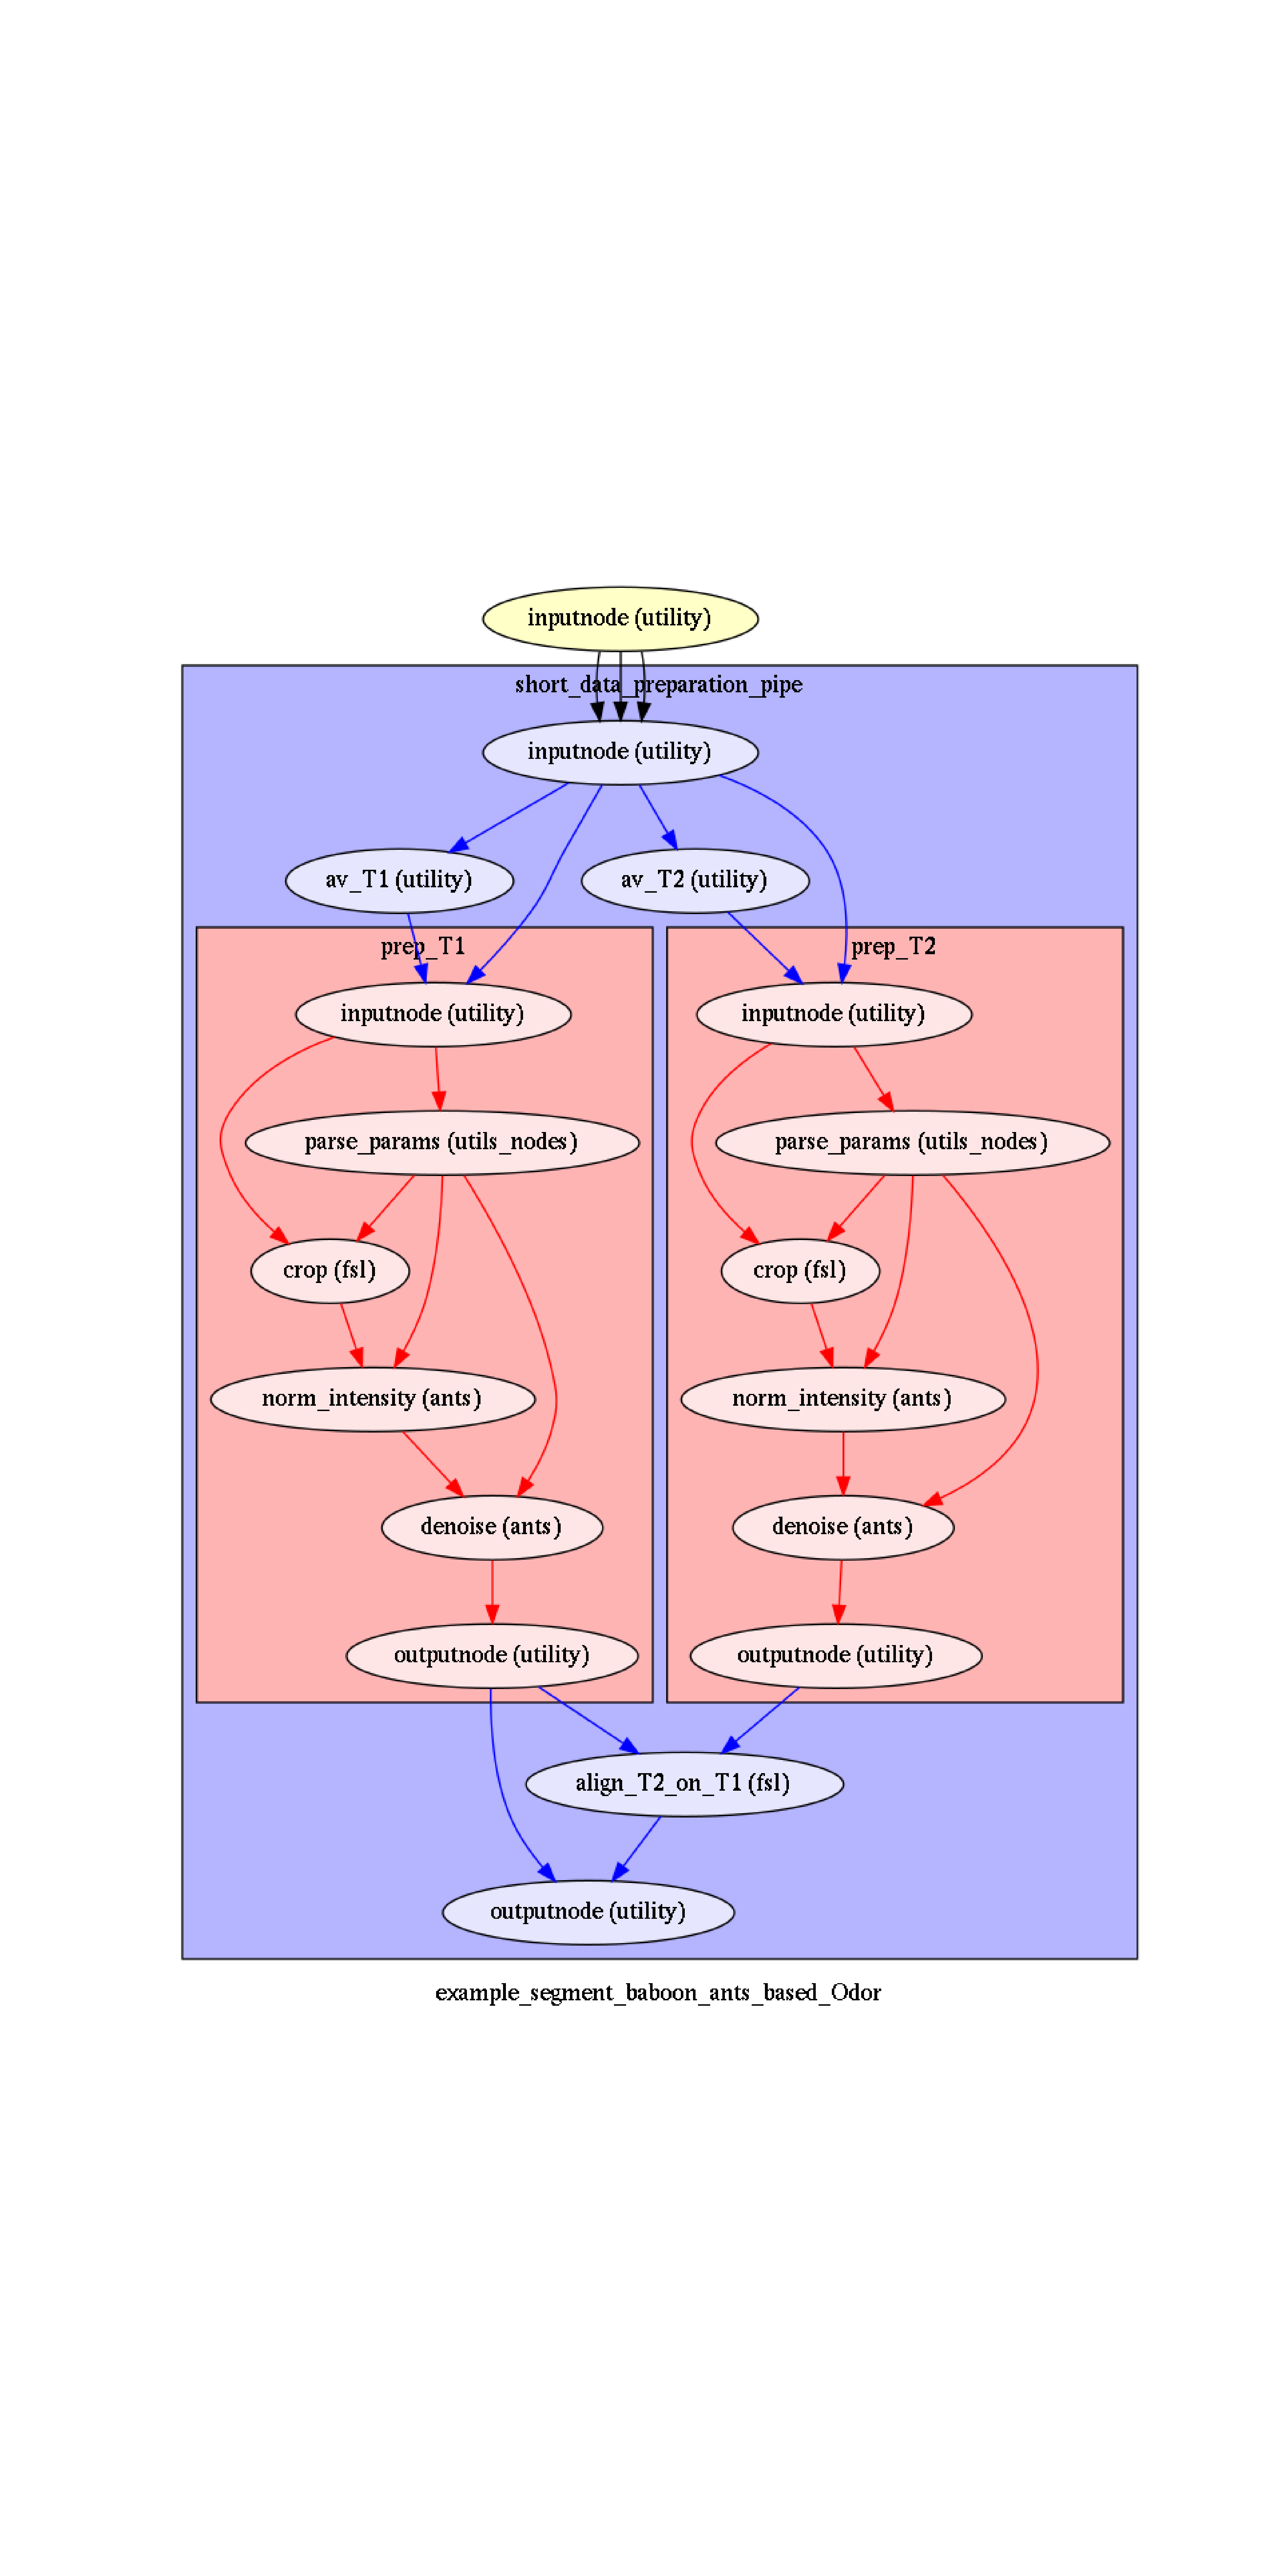 inputnode (utility)
short_data_preparation_pipe
inputnode (utility)
av_T1 (utility)
av_T2 (utility)
prep_T1
prep_T2
inputnode (utility)
inputnode (utility)
parse_params (utils_nodes)
parse_params (utils_nodes)
crop (fsl)
crop (fsl)
norm_intensity (ants)
norm_intensity (ants)
denoise (ants)
denoise (ants)
outputnode (utility)
outputnode (utility)
align_T2_on_T1 (fsl)
outputnode (utility)
example_segment_baboon_ants_based_Odor